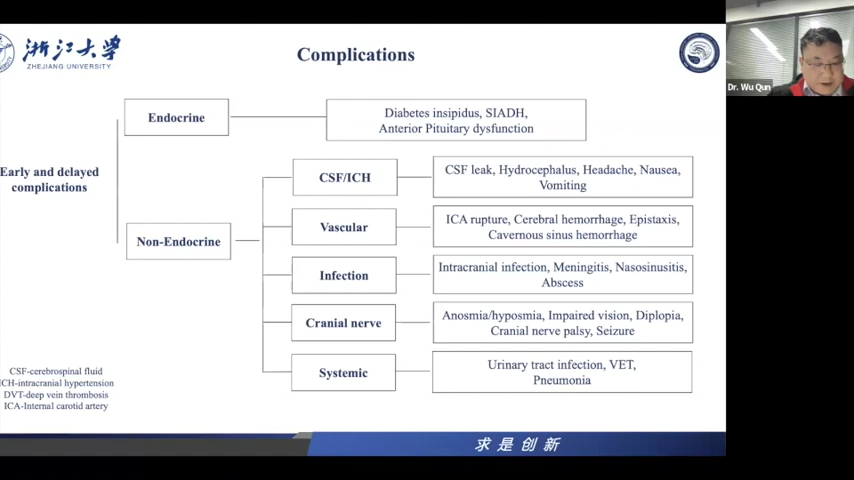 浙江大学
ZHEJIANG UNIVERSITY
Complications
Dr. Wu Qun
Early and delayed
complications
Endocrine
Diabetes insipidus, SIADH,
Anterior Pituitary dysfunction
Non-Endocrine
CSF/ICH
CSF leak, Hydrocephalus, Headache, Nausea,
Vomiting
Vascular
ICA rupture, Cerebral hemorrhage, Epistaxis,
Cavernous sinus hemorrhage
Infection
Intracranial infection, Meningitis, Nasosinusitis,
Abscess
Cranial nerve
Anosmia/hyposmia, Impaired vision, Diplopia,
Cranial nerve palsy, Seizure
Systemic
Urinary tract infection, VET,
Pneumonia
CSF-cerebrospinal fluid
ICH-intracranial hypertension
DVT-deep vein thrombosis
ICA-Internal carotid artery
求是创新